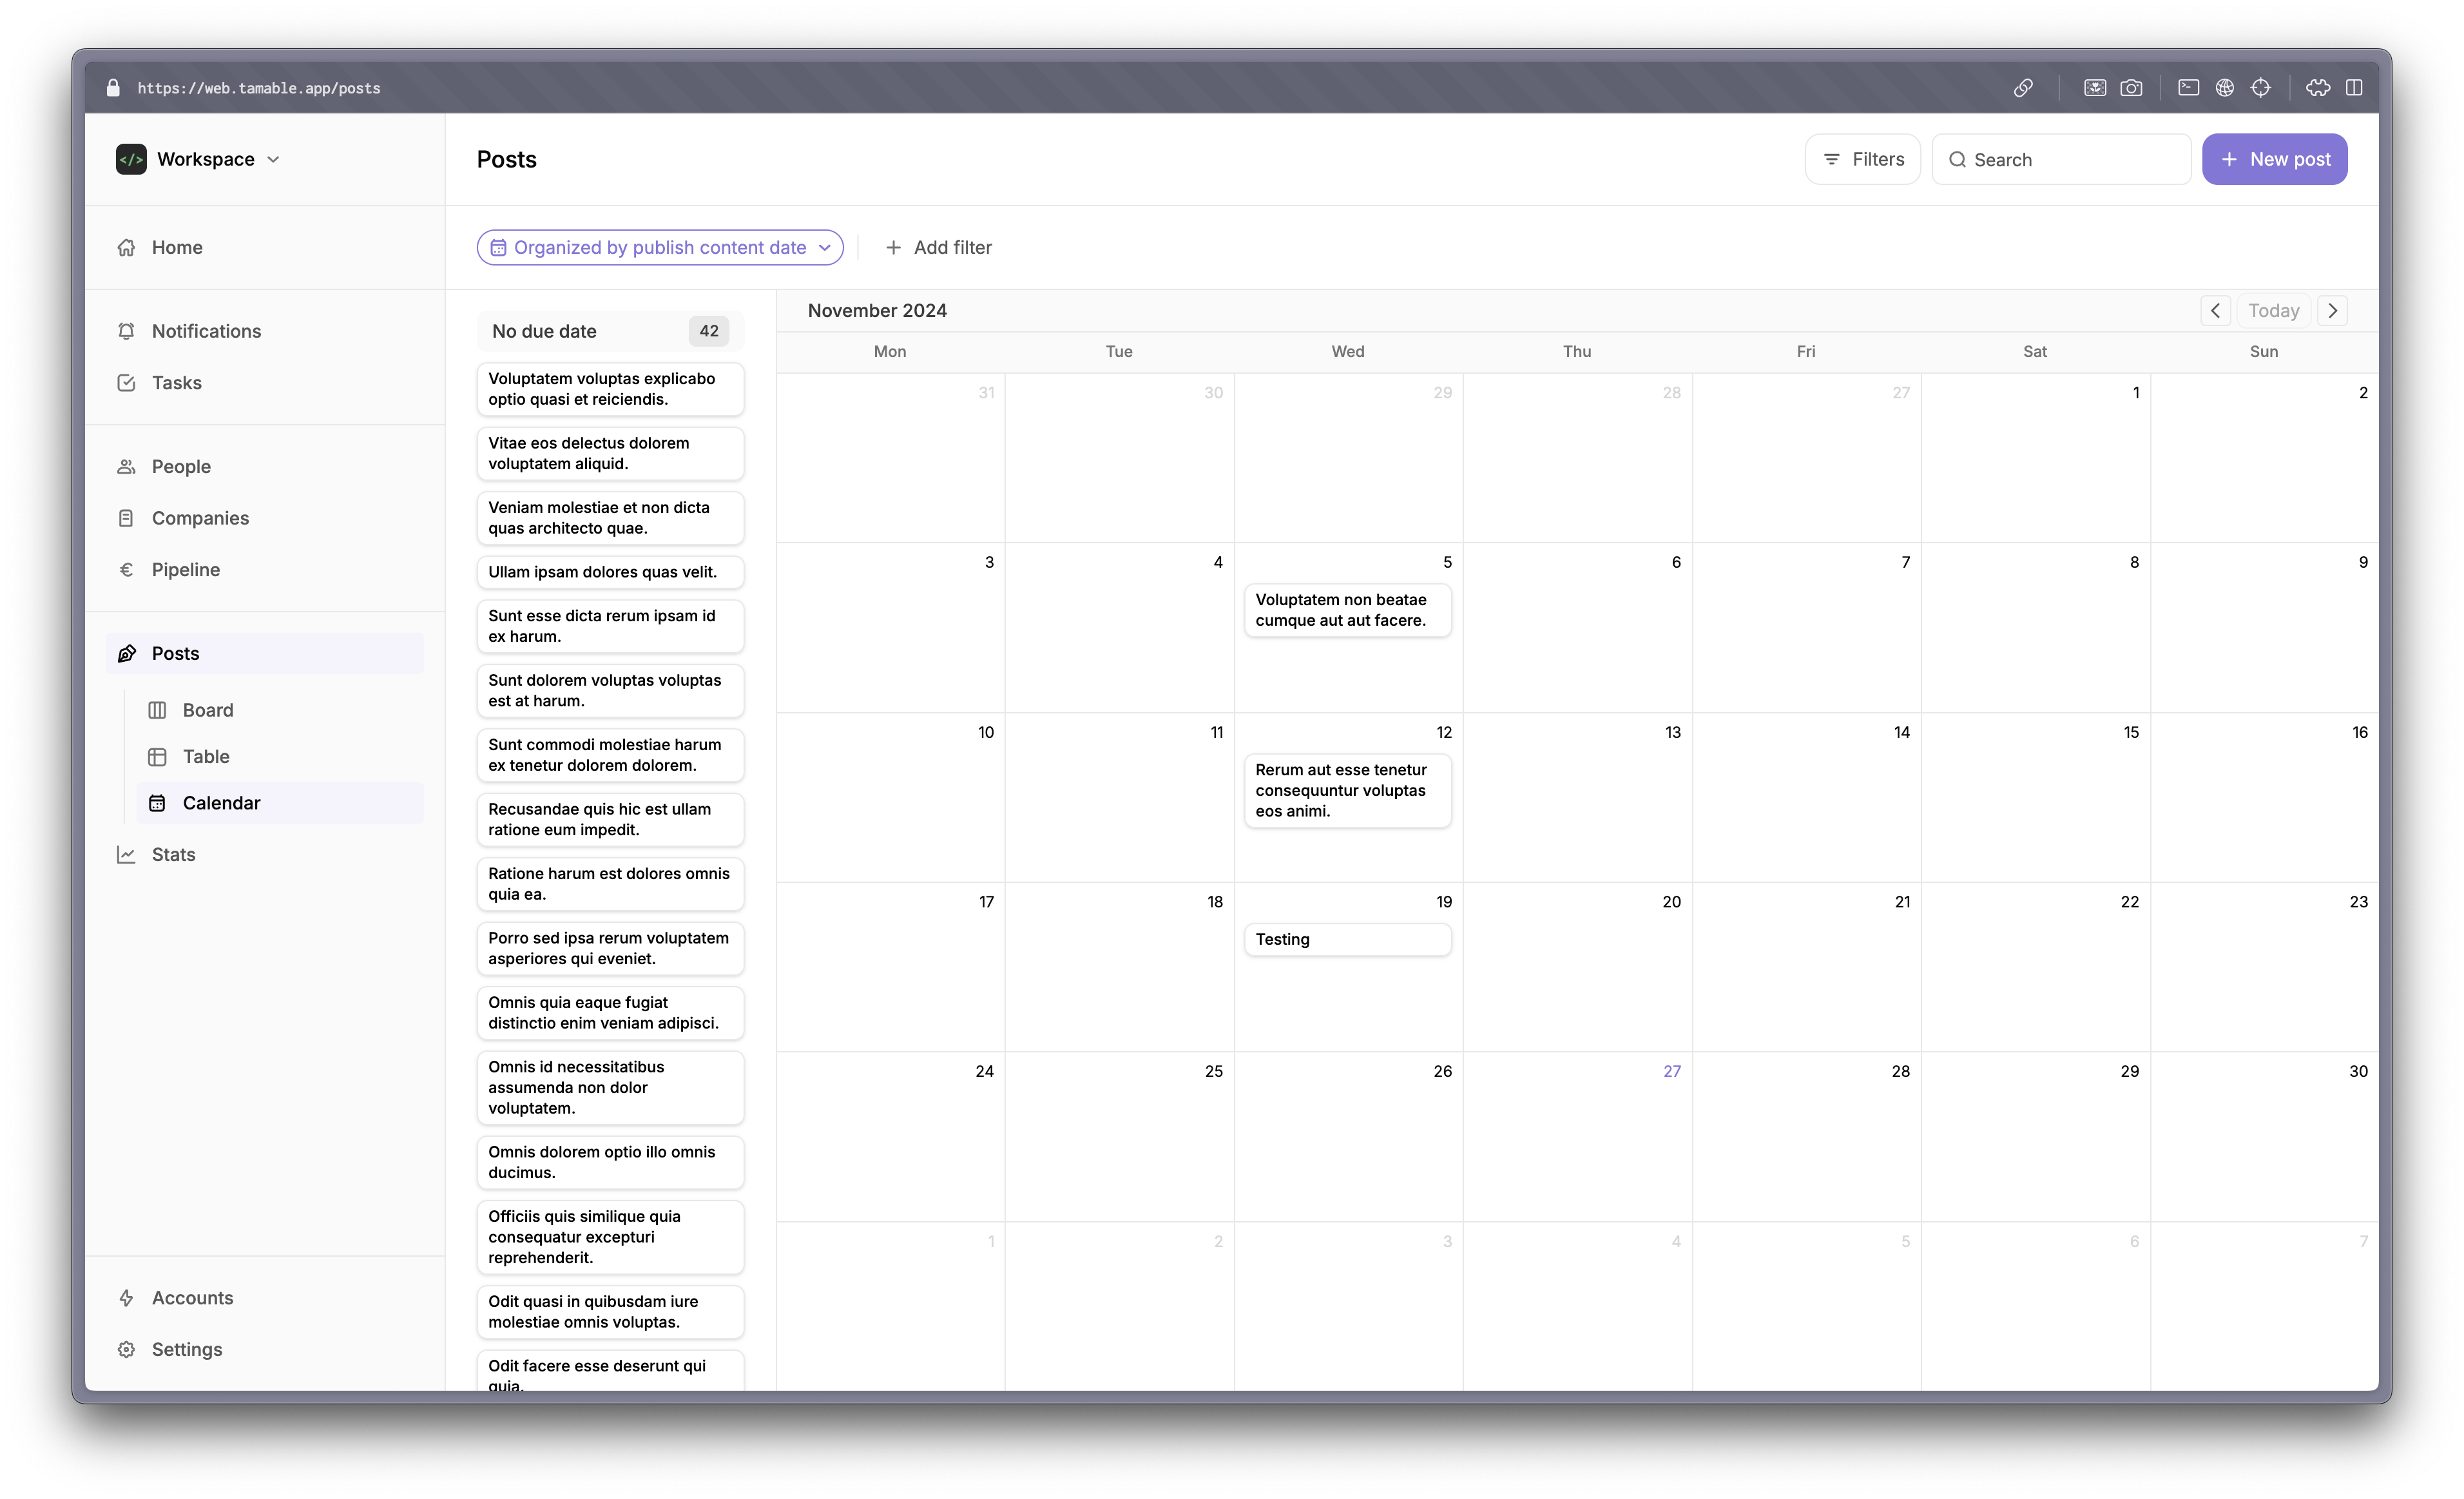 https://web.tamable.app/posts
</> Workspace
Posts
Filters
Search
+ New post
Home
Organized by publish content date
+ Add filter
Notifications
Tasks
People
Companies
€ Pipeline
Posts
Board
Table
Calendar
Stats
Accounts
Settings
No due date 42
Voluptatem voluptas explicabo
optio quasi et reiciendis.
Vitae eos delectus dolorem
voluptatem aliquid.
Veniam molestiae et non dicta
quas architecto quae.
Ullam ipsam dolores quas velit.
Sunt esse dicta rerum ipsam id
ex harum.
Sunt dolorem voluptas voluptas
est at harum.
Sunt commodi molestiae harum
ex tenetur dolorem dolorem.
Recusandae quis hic est ullam
ratione eum impedit.
Ratione harum est dolores omnis
quia ea.
Porro sed ipsa rerum voluptatem
asperiores qui eveniet.
Omnis quia eaque fugiat
distinctio enim veniam adipisci.
Omnis id necessitatibus
assumenda non dolor
voluptatem.
Omnis dolorem optio illo omnis
ducimus.
Officiis quis similique quia
consequatur excepturi
reprehenderit.
Odit quasi in quibusdam iure
molestiae omnis voluptas.
Odit facere esse deserunt qui
quia.
November 2024
Today
Mon Tue Wed Thu Fri Sat Sun
31 30 29 28 27 1 2
3 4 5 6 7 8 9
Voluptatem non beatae
cumque aut aut facere.
10 11 12 13 14 15 16
Rerum aut esse tenetur
consequuntur voluptas
eos animi.
17 18 19 20 21 22 23
Testing
24 25 26 27 28 29 30
1 2 3 4 5 6 7